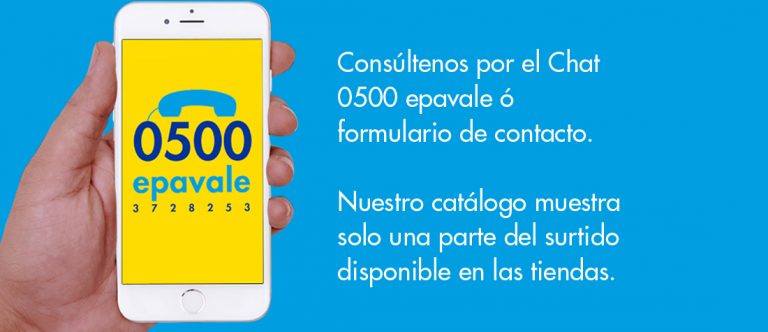 0500
epavale
3 7 2 8 2 5 3
Consúltenos por el Chat
0500 epavale ó
formulario de contacto.
Nuestro catálogo muestra
solo una parte del surtido
disponible en las tiendas.